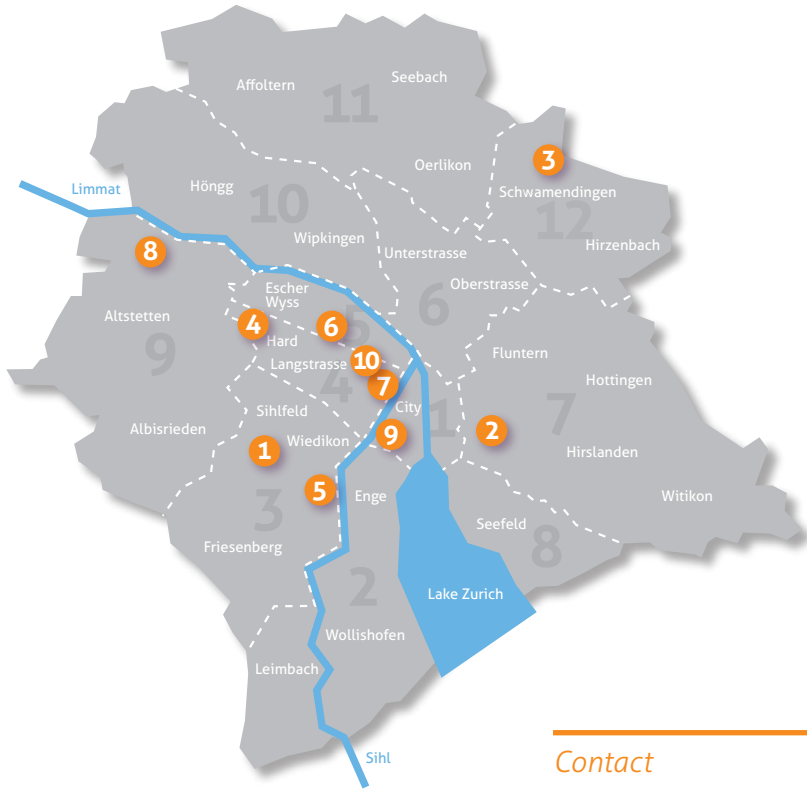 Seebach
Affoltern
11
Oerlikon
3
Schwamendingen
Limmat
Höngg
10
12
Wipkingen
Hirzenbach
8
Unterstrasse
Oberstrasse
Escher
Wyss
6
Altstetten
4
6
5
9
Hard
Fluntern
Langstrasse
10
Hottingen
4
7
Sihlfeld
City
1
7
Albisrieden
Wiedikon
9
2
1
Hirslanden
5
Enge
Witikon
3
Seefeld
8
Friesenberg
2
Lake Zurich
Wollishofen
Leimbach
Sihl
Contact